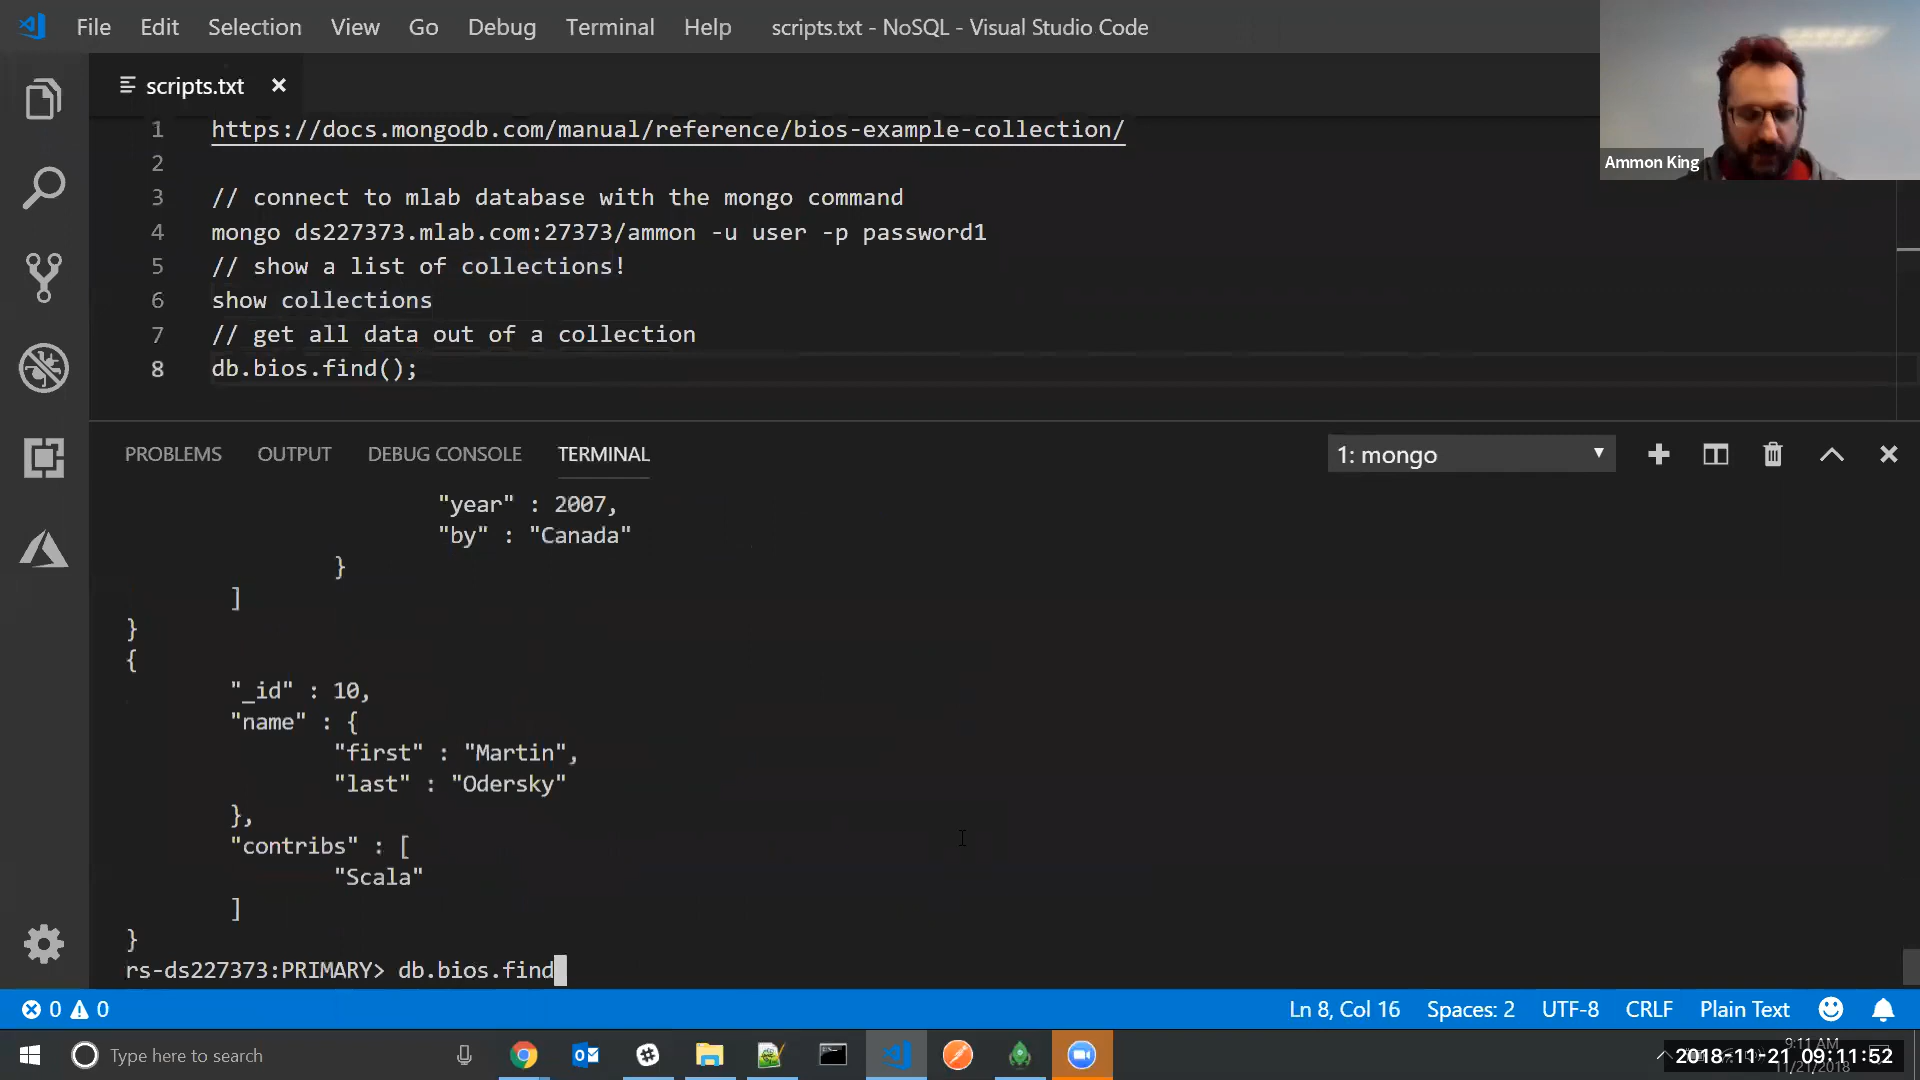 File Edit Selection View Go Debug Terminal Help scripts.txt - NoSQL - Visual Studio Code
scripts.txt
Ammon King
1 https://docs.mongodb.com/manual/reference/bios-example-collection/
2
3 // connect to mlab database with the mongo command
4 mongo ds227373.mlab.com:27373/ammon -u user -p password1
5 // show a list of collections!
6 show collections
7 // get all data out of a collection
8 db.bios.find();
PROBLEMS OUTPUT DEBUG CONSOLE TERMINAL 1: mongo
"year" : 2007,
"by" : "Canada"
}
]
}
{
"_id" : 10,
"name" : {
"first" : "Martin",
"last" : "Odersky"
},
"contribs" : [
"Scala"
]
}
rs-ds227373:PRIMARY> db.bios.find
0 0 Ln 8, Col 16 Spaces: 2 UTF-8 CRLF Plain Text
Type here to search
9:11 AM
2018-11-21 09:11:52
11/21/2018